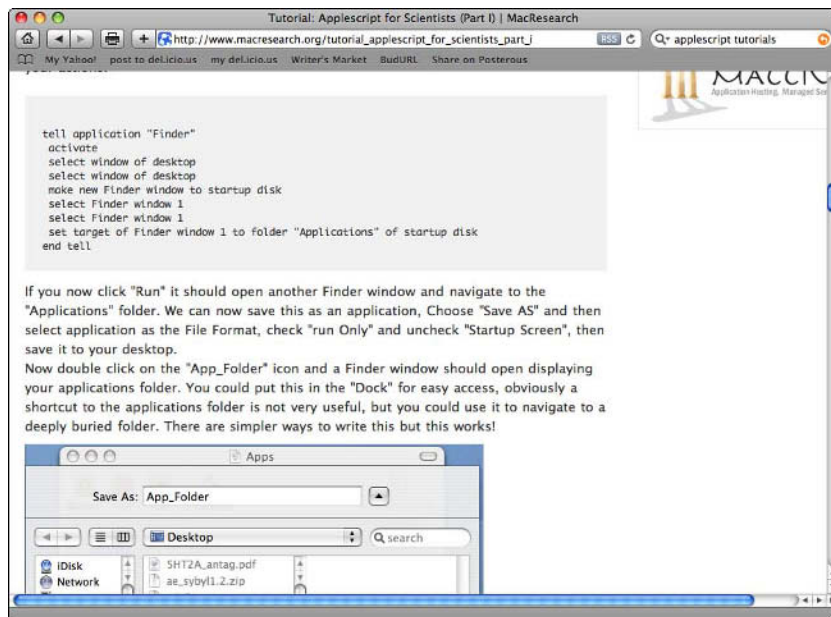 Tutorial: Applescript for Scientists (Part I) | MacResearch
http://www.macresearch.org/tutorial_applescript_for_scientists_part_i
RSS
applescript tutorials
My Yahoo! post to del.icio.us my del.icio.us Writer's Market BudURL Share on Posterous
your actions.
Application Hosting, Managed
tell application "Finder"
activate
select window of desktop
select window of desktop
make new Finder window to startup disk
select Finder window 1
select Finder window 1
set target of Finder window 1 to folder "Applications" of startup disk
end tell
If you now click "Run" it should open another Finder window and navigate to the
"Applications" folder. We can now save this as an application, Choose "Save AS" and then
select application as the File Format, check "run Only" and uncheck "Startup Screen", then
save it to your desktop.
Now double click on the "App_Folder" icon and a Finder window should open displaying
your applications folder. You could put this in the "Dock" for easy access, obviously a
shortcut to the applications folder is not very useful, but you could use it to navigate to a
deeply buried folder. There are simpler ways to write this but this works!
Apps
Save As: App_Folder
Desktop
search
iDisk
5HT2A_antag.pdf
Network
ae_sybyl1.2.zip